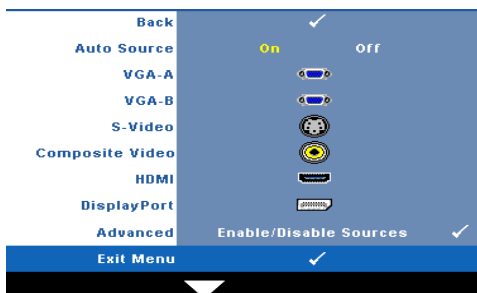 Back
Auto Source On Off
VGA-A
VGA-B
S-Video
Composite Video
HDMI
DisplayPort
Advanced Enable/Disable Sources
Exit Menu